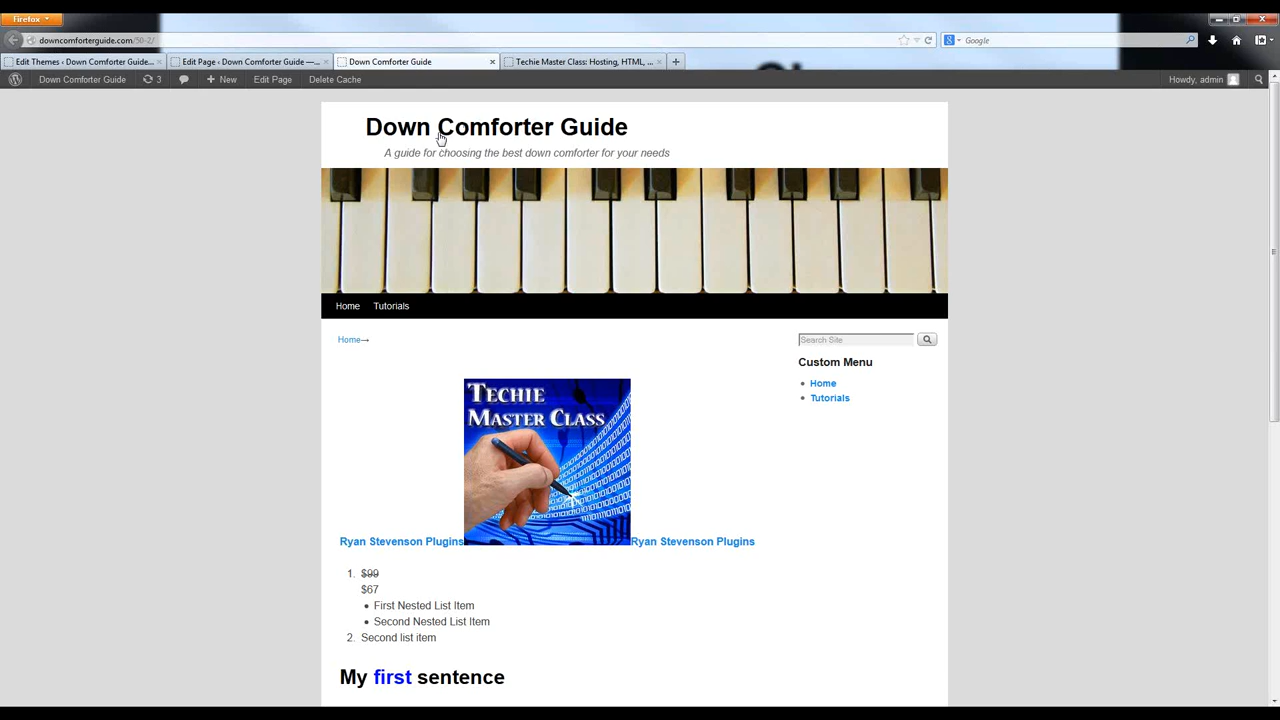 Firefox
downcomforterguide.com/50-2/
Google
Edit Themes ‹ Down Comforter Guide...
Edit Page ‹ Down Comforter Guide —...
Down Comforter Guide
Techie Master Class: Hosting, HTML, ...
Down Comforter Guide
3
New
Edit Page
Delete Cache
Howdy, admin
Down Comforter Guide
A guide for choosing the best down comforter for your needs
Home Tutorials
Home→
Search Site
Custom Menu
Home
Tutorials
TECHIE
MASTER CLASS
Ryan Stevenson Plugins
Ryan Stevenson Plugins
1. $99
$67
• First Nested List Item
• Second Nested List Item
2. Second list item
My first sentence